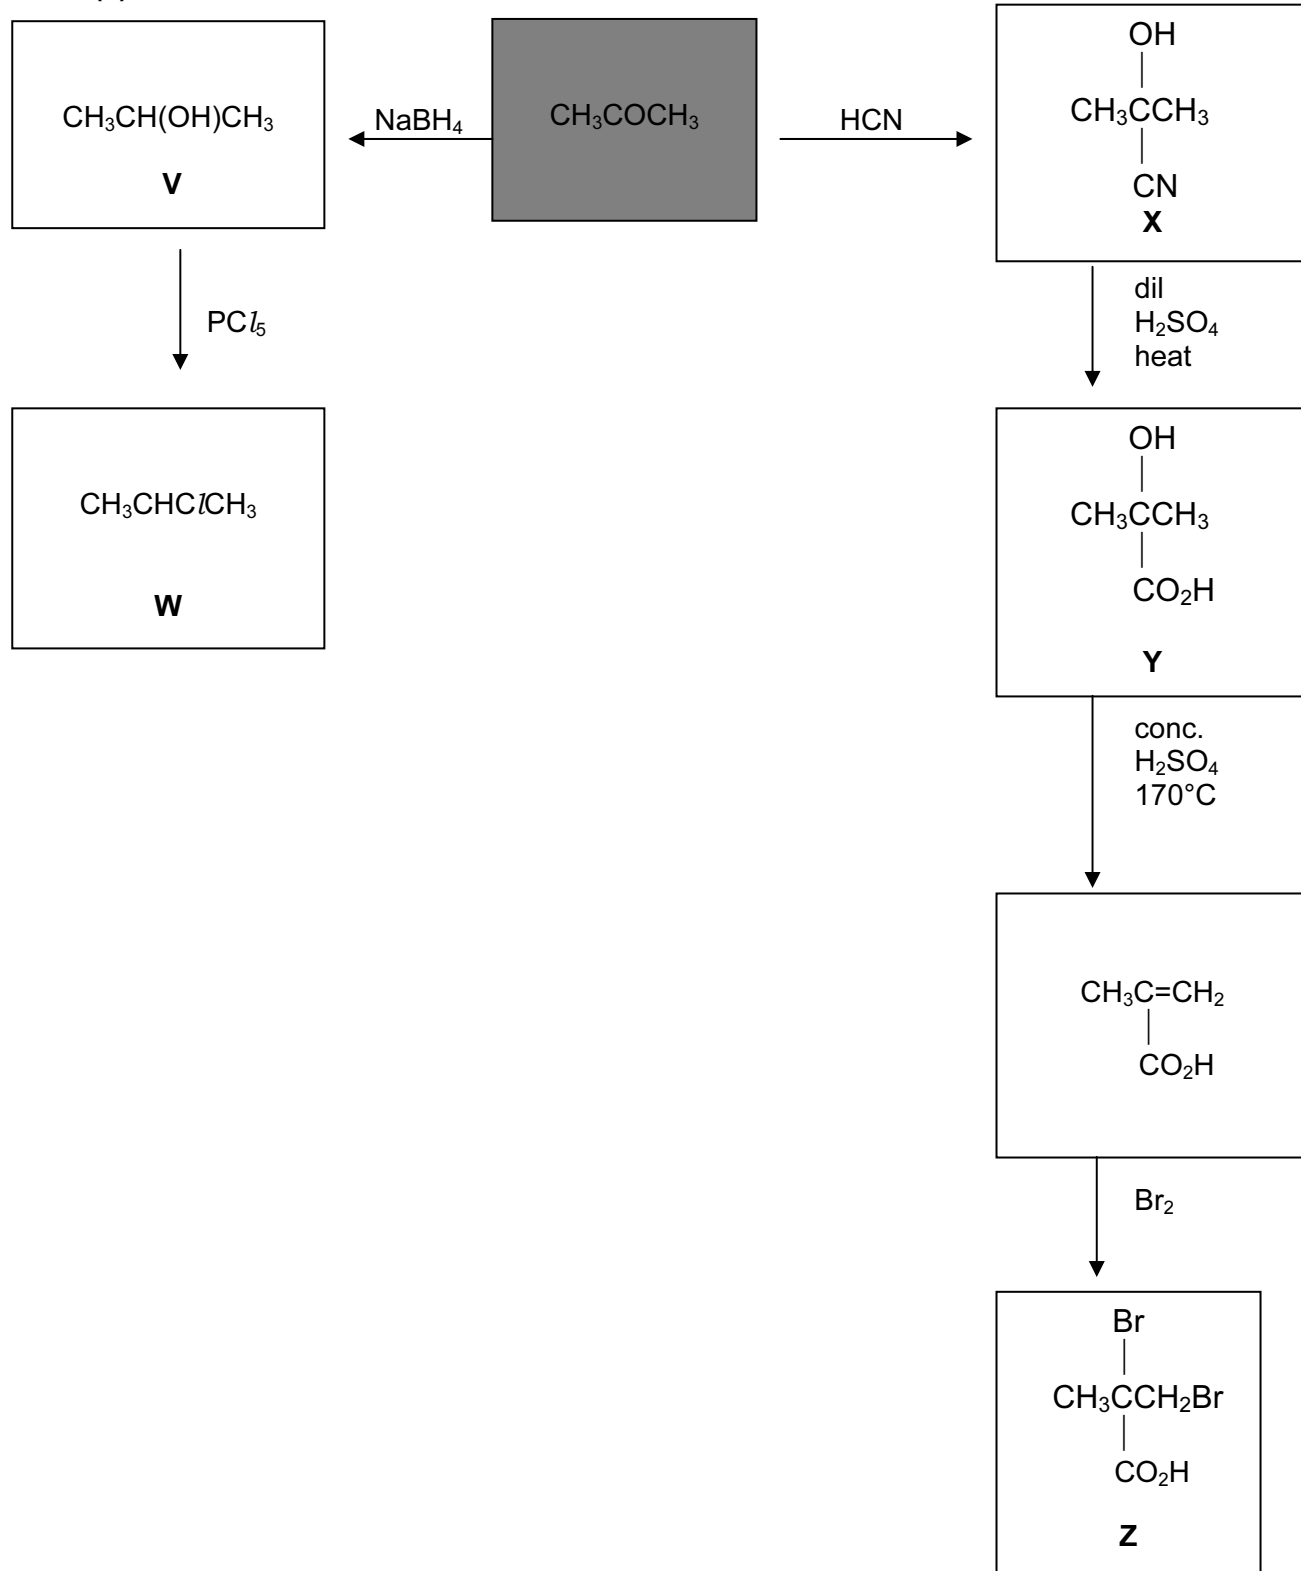 CH₃CH(OH)CH₃
V
NaBH₄
CH₃COCH₃
HCN
OH
CH₃CCH₃
CN
X
PCl₅
dil
H₂SO₄
heat
CH₃CHClCH₃
W
OH
CH₃CCH₃
CO₂H
Y
conc.
H₂SO₄
170°C
CH₃C=CH₂
CO₂H
Br₂
Br
CH₃CCH₂Br
CO₂H
Z